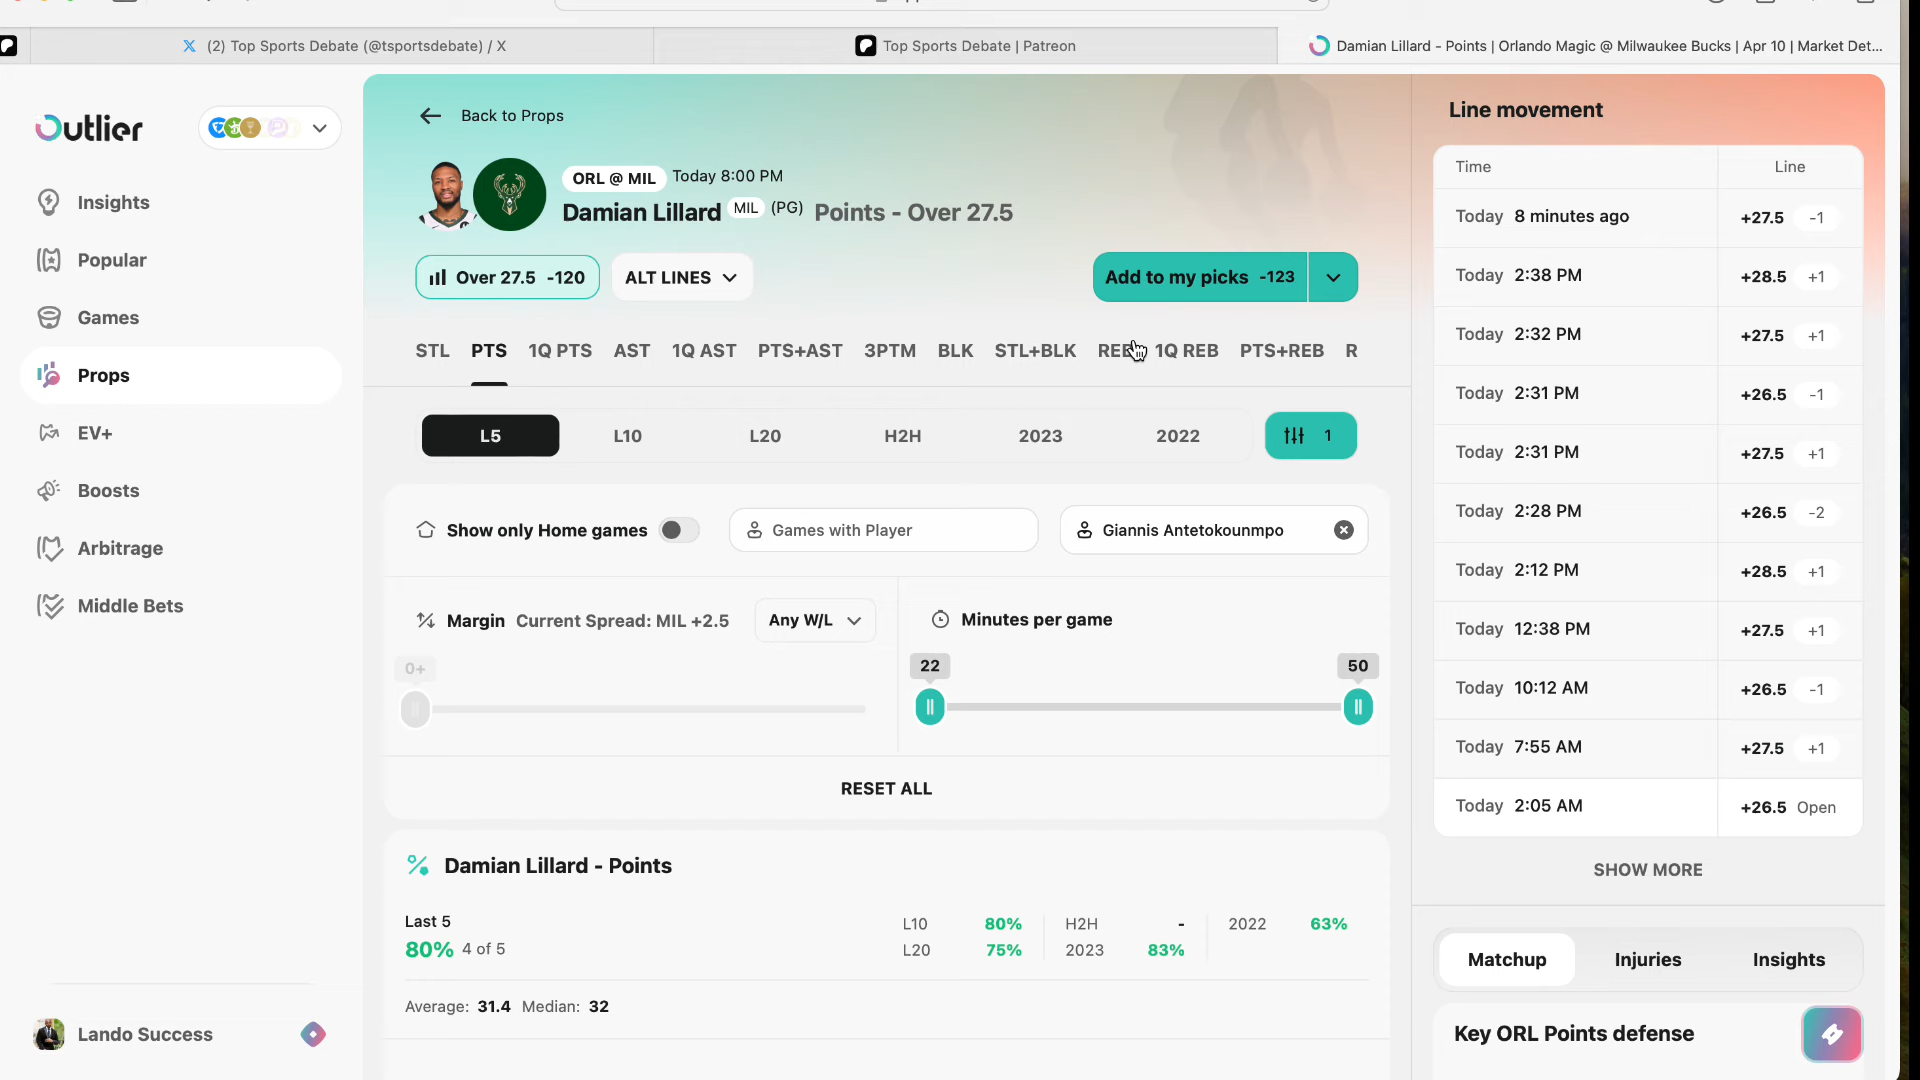 (2) Top Sports Debate (@tsportsdebate) / X
Top Sports Debate | Patreon
Damian Lillard - Points | Orlando Magic @ Milwaukee Bucks | Apr 10 | Market Det...
Outlier
Insights
Popular
Games
Props
EV+
Boosts
Arbitrage
Middle Bets
Lando Success
Back to Props
ORL @ MIL Today 8:00 PM
Damian Lillard MIL (PG) Points - Over 27.5
Over 27.5 -120 ALT LINES
Add to my picks -123
STL PTS 1Q PTS AST 1Q AST PTS+AST 3PTM BLK STL+BLK REB 1Q REB PTS+REB R
L5 L10 L20 H2H 2023 2022 1
Show only Home games Games with Player Giannis Antetokounmpo
Margin Current Spread: MIL +2.5 Any W/L
0+
Minutes per game
22 50
RESET ALL
Damian Lillard - Points
Last 5
80% 4 of 5
L10 80% H2H - 2022 63%
L20 75% 2023 83%
Average: 31.4 Median: 32
Line movement
Time Line
Today 8 minutes ago +27.5 -1
Today 2:38 PM +28.5 +1
Today 2:32 PM +27.5 +1
Today 2:31 PM +26.5 -1
Today 2:31 PM +27.5 +1
Today 2:28 PM +26.5 -2
Today 2:12 PM +28.5 +1
Today 12:38 PM +27.5 +1
Today 10:12 AM +26.5 -1
Today 7:55 AM +27.5 +1
Today 2:05 AM +26.5 Open
SHOW MORE
Matchup Injuries Insights
Key ORL Points defense